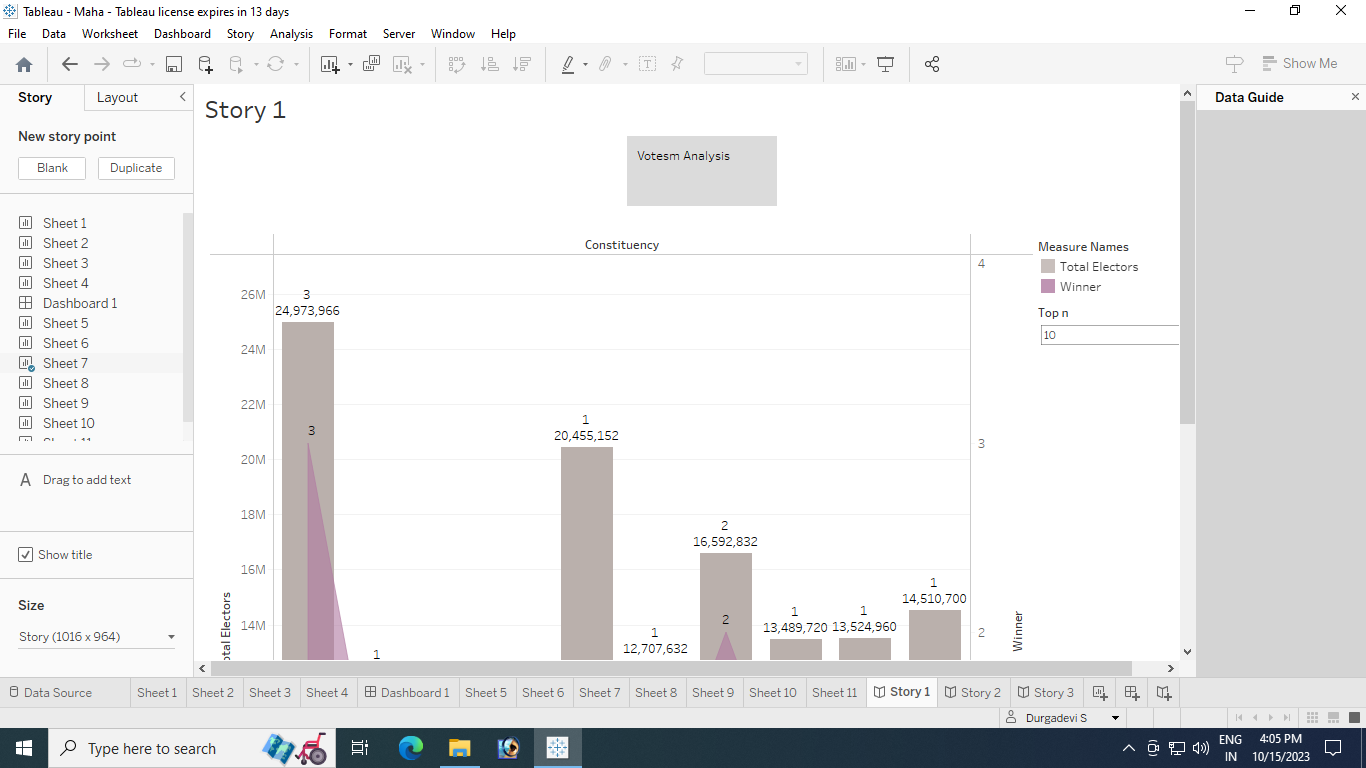 Tableau - Maha - Tableau license expires in 13 days
File Data Worksheet Dashboard Story Analysis Format Server Window Help
Show Me
Story Layout
New story point
Blank Duplicate
Sheet 1
Sheet 2
Sheet 3
Sheet 4
Dashboard 1
Sheet 5
Sheet 6
Sheet 7
Sheet 8
Sheet 9
Sheet 10
A Drag to add text
Show title
Size
Story (1016 x 964)
Story 1
Votesm Analysis
Constituency
26M
24M
22M
20M
18M
16M
14M
Electors
3
24,973,966
3
1
1
20,455,152
1
12,707,632
2
16,592,832
2
1
13,489,720
1
13,524,960
1
14,510,700
4
3
2
Winner
Measure Names
Total Electors
Winner
Top n
10
Data Guide
Data Source Sheet 1 Sheet 2 Sheet 3 Sheet 4 Dashboard 1 Sheet 5 Sheet 6 Sheet 7 Sheet 8 Sheet 9 Sheet 10 Sheet 11 Story 1 Story 2 Story 3
Durgadevi S
Type here to search
ENG
IN
4:05 PM
10/15/2023